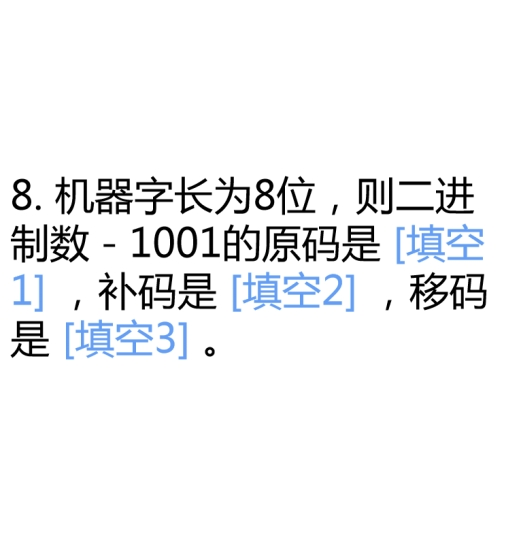 8. 机器字长为8位，则二进
制数－1001的原码是 [填空
1] ，补码是 [填空2] ，移码
是 [填空3] 。